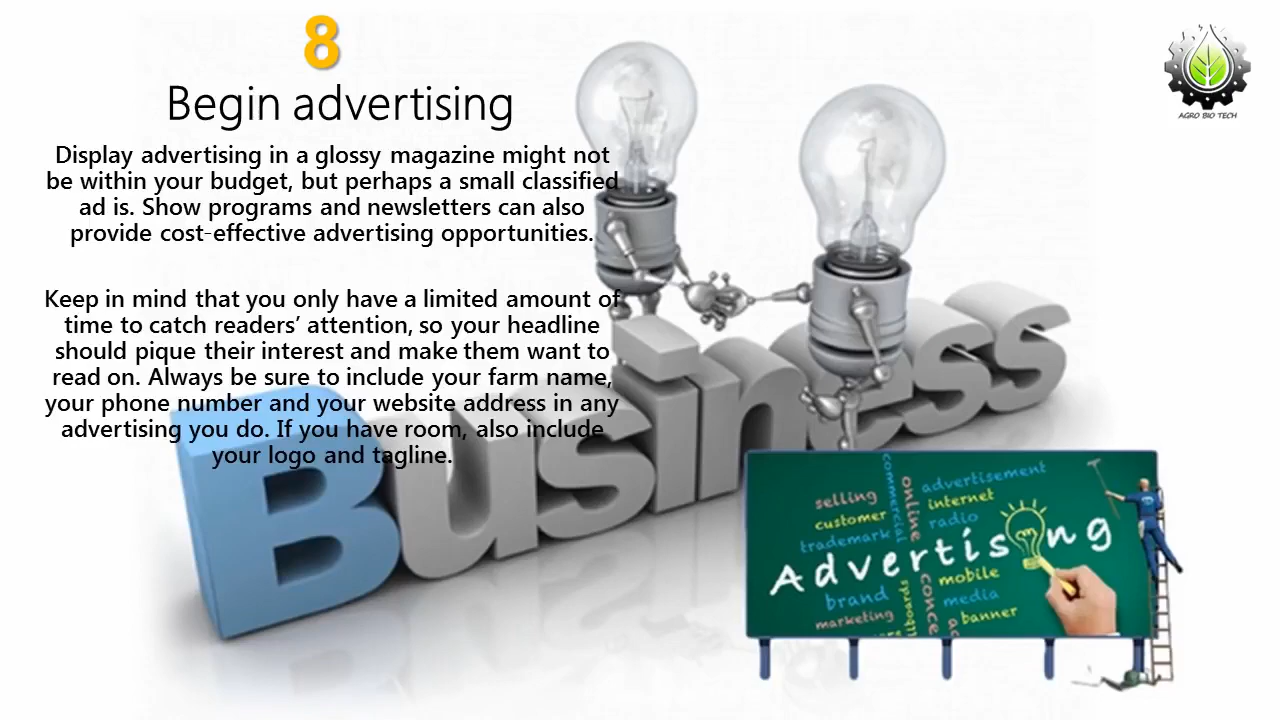 8
Begin advertising
Display advertising in a glossy magazine might not
be within your budget, but perhaps a small classified
ad is. Show programs and newsletters can also
provide cost-effective advertising opportunities.
Keep in mind that you only have a limited amount of
time to catch readers’ attention, so your headline
should pique their interest and make them want to
read on. Always be sure to include your farm name,
your phone number and your website address in any
advertising you do. If you have room, also include
your logo and tagline.
AGRO BIO TECH
Business
commercial
online
advertisement
selling
internet
customer
radio
trademark
Advertising
mobile
brand
media
marketing
banner